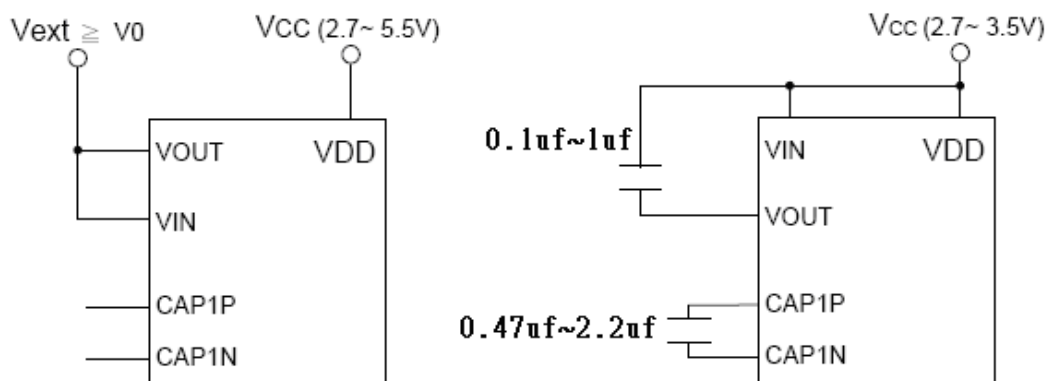 Vext ≧ V0
VCC (2.7~ 5.5V)
VOUT
VDD
VIN
CAP1P
CAP1N
Vcc (2.7~ 3.5V)
0.1uf~1uf
VIN
VDD
VOUT
CAP1P
0.47uf~2.2uf
CAP1N